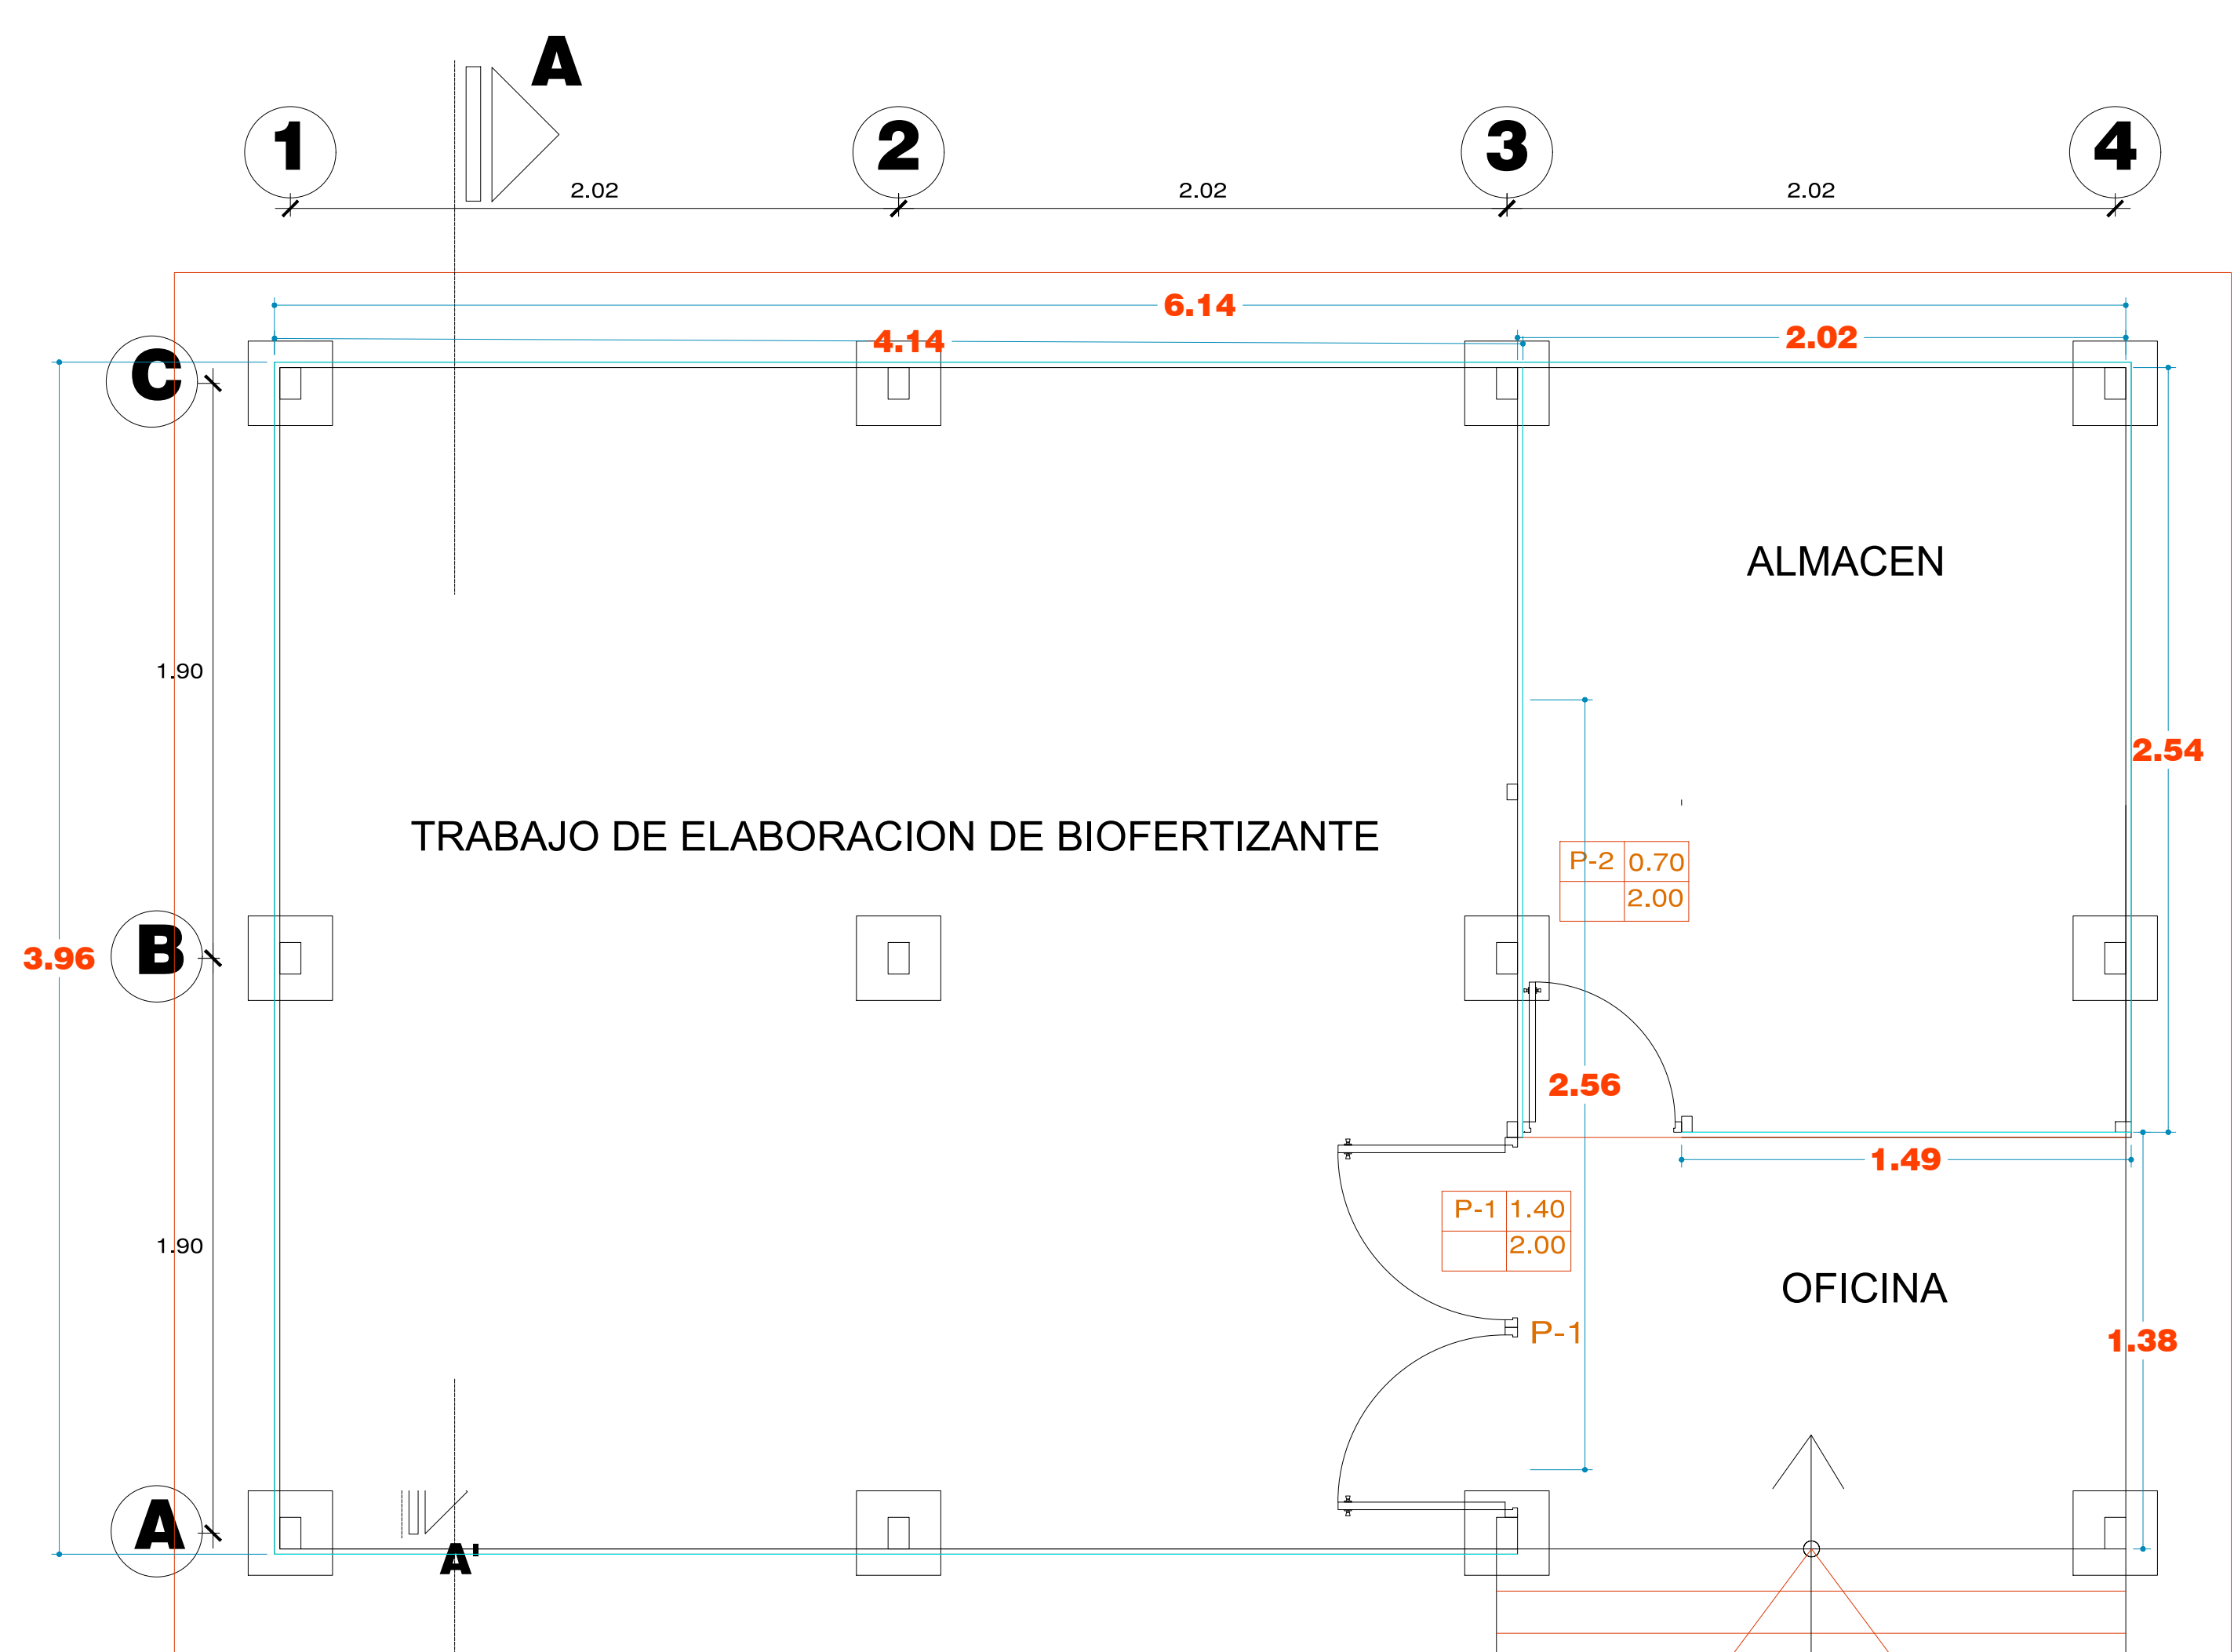 A
1
2
3
4
2.02
2.02
2.02
6.14
4.14
2.02
C
ALMACEN
1.90
2.54
TRABAJO DE ELABORACION DE BIOFERTIZANTE
P-2 0.70
2.00
B
3.96
2.56
1.49
P-1 1.40
2.00
1.90
OFICINA
P-1
1.38
A
A'